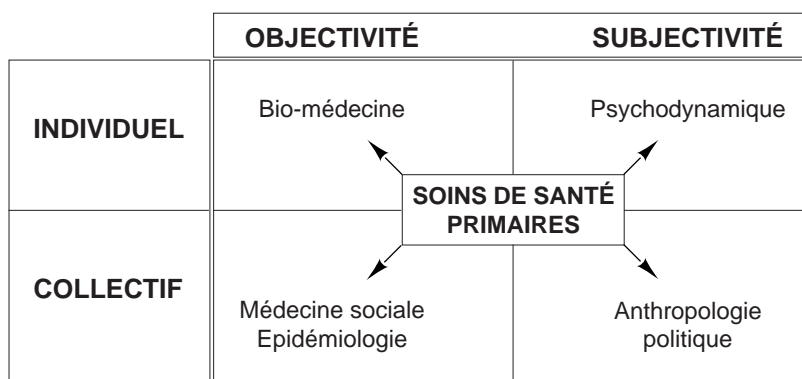 OBJECTIVITÉ SUBJECTIVITÉ
INDIVIDUEL
Bio-médecine
Psychodynamique
SOINS DE SANTÉ
PRIMAIRES
COLLECTIF
Médecine sociale
Epidémiologie
Anthropologie
politique